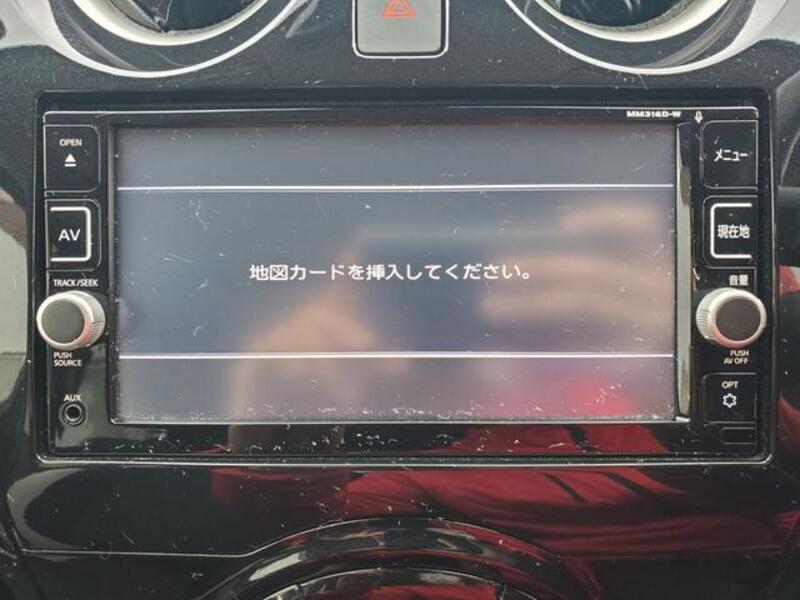 MM316D-W
OPEN
メニュー
AV
現在地
地図カードを挿入してください。
TRACK/SEEK
音量
PUSH
SOURCE
PUSH
AV OFF
AUX
OPT